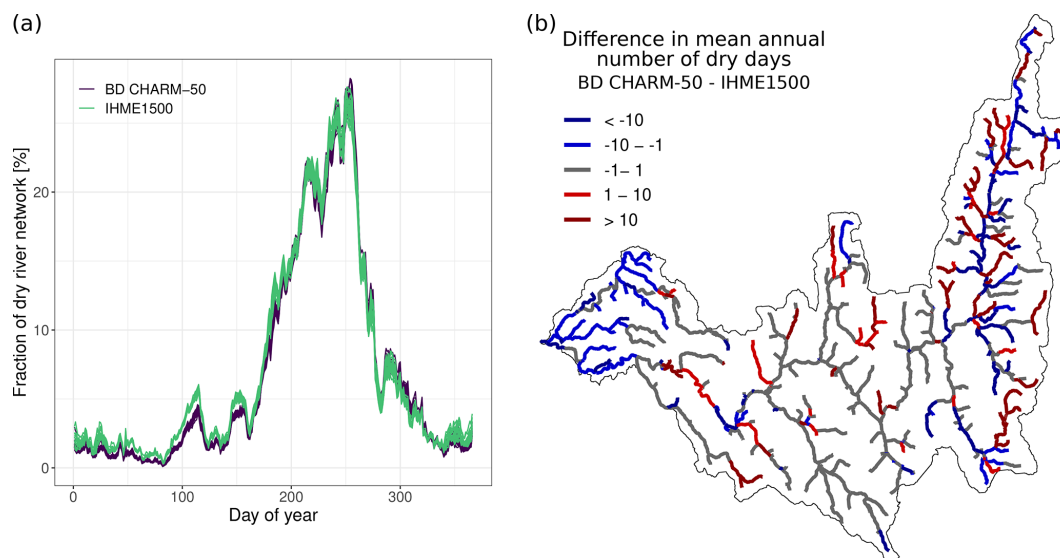 (a)
BD CHARM−50
IHME1500
Fraction of dry river network [%]
20
10
0
0
100
200
300
Day of year
(b)
Difference in mean annual
number of dry days
BD CHARM-50 - IHME1500
< -10
-10 – -1
-1– 1
1 – 10
> 10